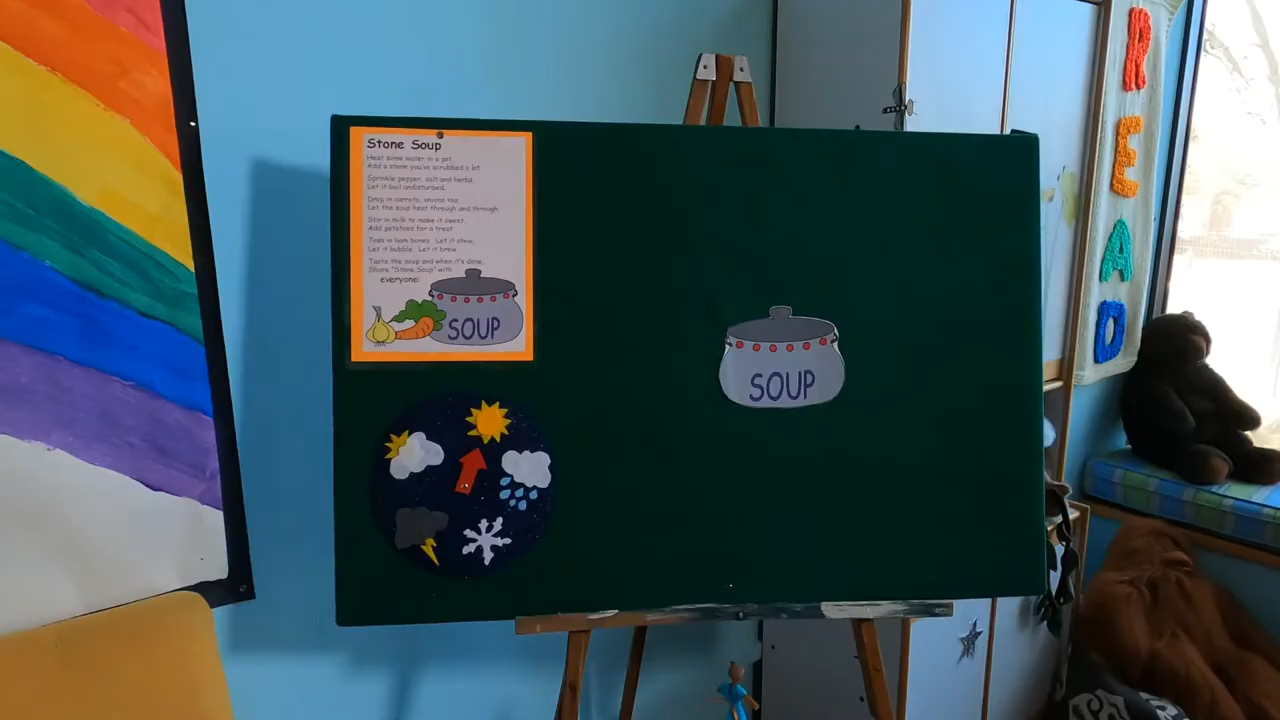 Stone Soup
Heat some water in a pot.
Add a stone you've scrubbed a lot.
Sprinkle pepper, salt and herbs.
Let it boil undisturbed.
Drop in carrots, onions too.
Let the soup heat through and through.
Stir in milk to make it sweet.
Add potatoes for a treat.
Toss in ham bones. Let it stew.
Let it bubble. Let it brew.
Taste the soup and when it's done,
Share "Stone Soup" with
everyone!
SOUP
SOUP
R
E
A
D